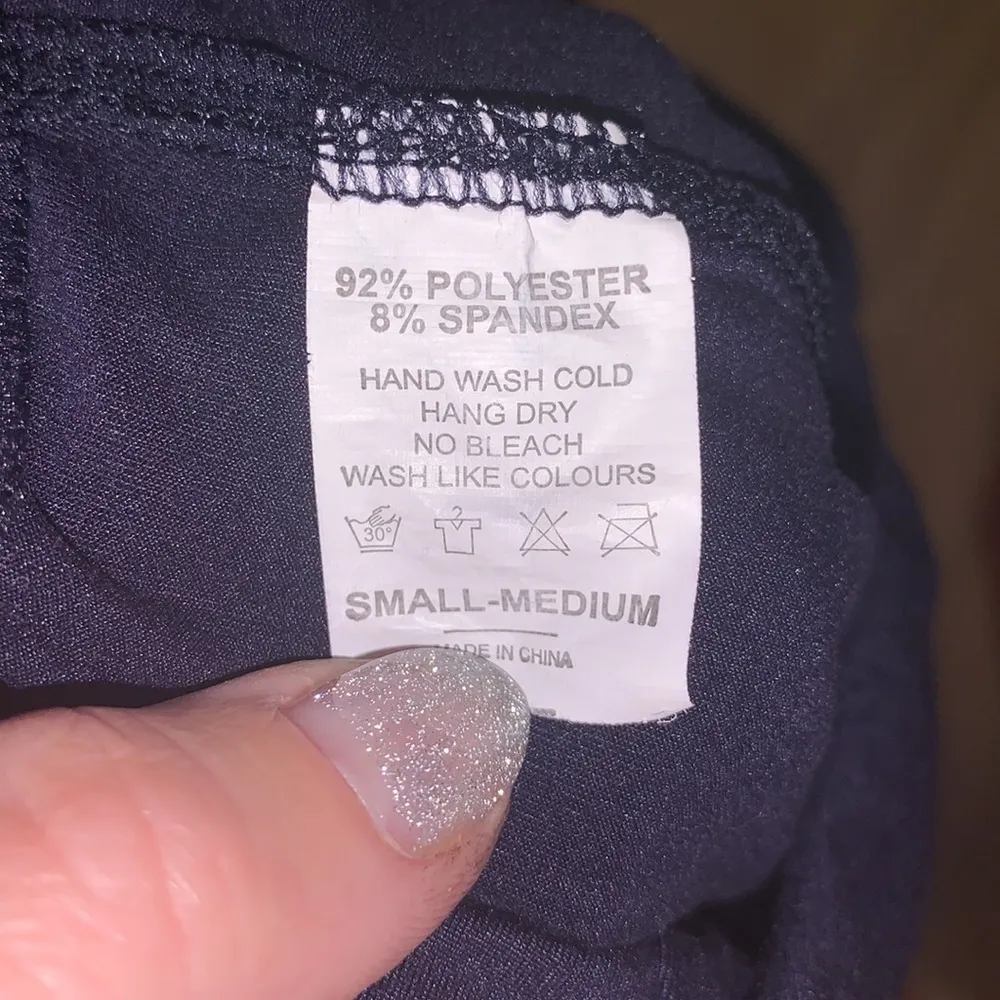 92% POLYESTER
8% SPANDEX
HAND WASH COLD
HANG DRY
NO BLEACH
WASH LIKE COLOURS
30°
SMALL-MEDIUM
MADE IN CHINA